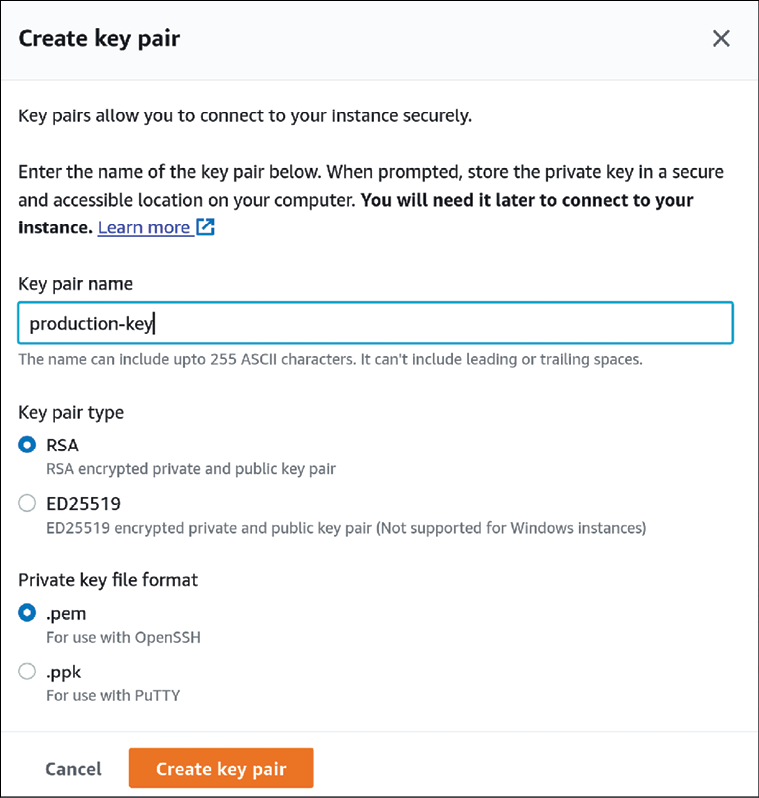 Create key pair
Key pairs allow you to connect to your instance securely.
Enter the name of the key pair below. When prompted, store the private key in a secure
and accessible location on your computer. You will need it later to connect to your
instance. Learn more
Key pair name
production-key
The name can include upto 255 ASCII characters. It can't include leading or trailing spaces.
Key pair type
RSA
RSA encrypted private and public key pair
ED25519
ED25519 encrypted private and public key pair (Not supported for Windows instances)
Private key file format
.pem
For use with OpenSSH
.ppk
For use with PuTTY
Cancel
Create key pair